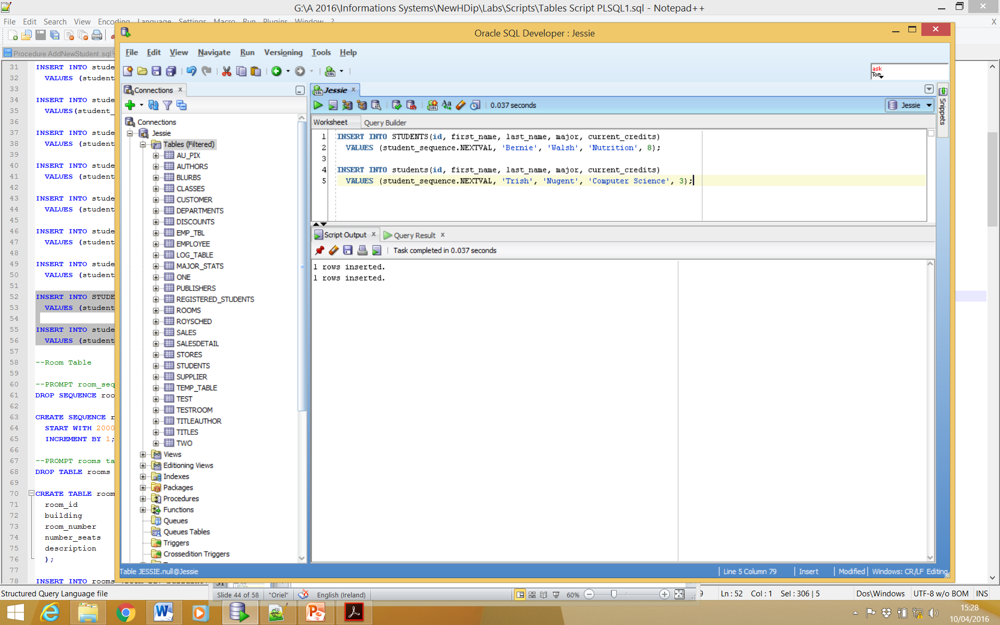 G:\A 2016\Informations Systems\NewHDip\Labs\Scripts\Tables Script PLSQL1.sql - Notepad++
File Edit Search View Encoding Language Settings Macro Run Plugins Window ?
X
Procedure AddNewStudent.sql
31 INSERT INTO stude
32 VALUES (student
33
34 INSERT INTO stude
35 VALUES(student_
36
37 INSERT INTO stude
38 VALUES (student
39
40 INSERT INTO stude
41 VALUES (student
42
43 INSERT INTO stude
44 VALUES (student
45
46 INSERT INTO stude
47 VALUES (student
48
49 INSERT INTO stude
50 VALUES (student
51
52 INSERT INTO STUDE
53 VALUES (student
54
55 INSERT INTO stude
56 VALUES (student
57
58 --Room Table
59
60 --PROMPT room_seq
61 DROP SEQUENCE roo
62
63 CREATE SEQUENCE r
64 START WITH 2000
65 INCREMENT BY 1;
66
67 --PROMPT rooms ta
68 DROP TABLE rooms
69
70 CREATE TABLE room
71 room_id
72 building
73 room_number
74 number_seats
75 description
76 );
77
78 INSERT INTO rooms
Oracle SQL Developer : Jessie
File Edit View Navigate Run Versioning Tools Help
ask
Tom
Connections
Connections
Jessie
Tables (Filtered)
AU_PIX
AUTHORS
BLURBS
CLASSES
CUSTOMER
DEPARTMENTS
DISCOUNTS
EMP_TBL
EMPLOYEE
LOG_TABLE
MAJOR_STATS
ONE
PUBLISHERS
REGISTERED_STUDENTS
ROOMS
ROYSCHED
SALES
SALESDETAIL
STORES
STUDENTS
SUPPLIER
TEMP_TABLE
TEST
TESTROOM
TITLEAUTHOR
TITLES
TWO
Views
Editioning Views
Indexes
Packages
Procedures
Functions
Queues
Queues Tables
Triggers
Crossedition Triggers
Jessie
0.037 seconds
Jessie
Snippets
Worksheet Query Builder
1 INSERT INTO STUDENTS(id, first_name, last_name, major, current_credits)
2 VALUES (student_sequence.NEXTVAL, 'Bernie', 'Walsh', 'Nutrition', 8);
3
4 INSERT INTO students(id, first_name, last_name, major, current_credits)
5 VALUES (student_sequence.NEXTVAL, 'Trish', 'Nugent', 'Computer Science', 3);
Script Output Query Result
Task completed in 0.037 seconds
1 rows inserted.
1 rows inserted.
Table JESSIE.null@Jessie
Line 5 Column 79 Insert Modified Windows: CR/LF Editing
Slide 44 of 58 "Oriel" English (Ireland) 60%
Structured Query Language file
9 Ln : 52 Col : 1 Sel : 306 | 5 Dos\Windows UTF-8 w/o BOM INS
15:28
10/04/2016